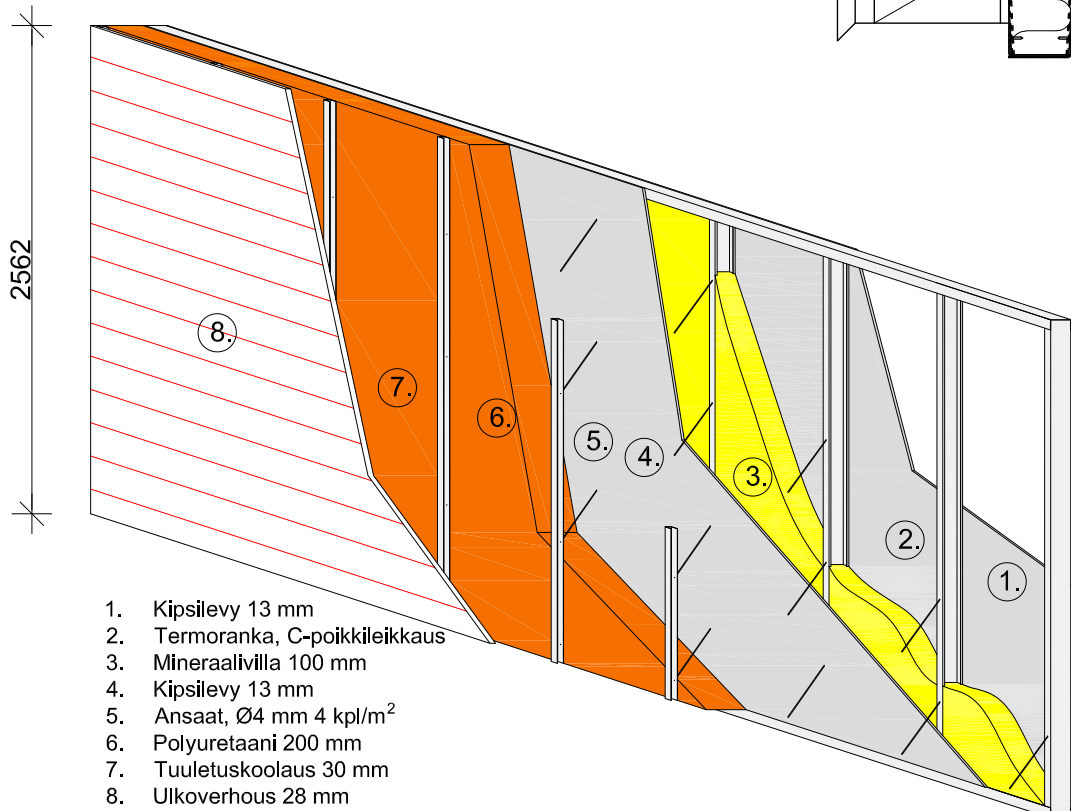 2562
8.
7.
6.
5.
4.
3.
2.
1.
1. Kipsilevy 13 mm
2. Termoranka, C-poikkileikkaus
3. Mineraalivilla 100 mm
4. Kipsilevy 13 mm
5. Ansaat, Ø4 mm 4 kpl/m²
6. Polyuretaani 200 mm
7. Tuuletuskoolaus 30 mm
8. Ulkoverhous 28 mm